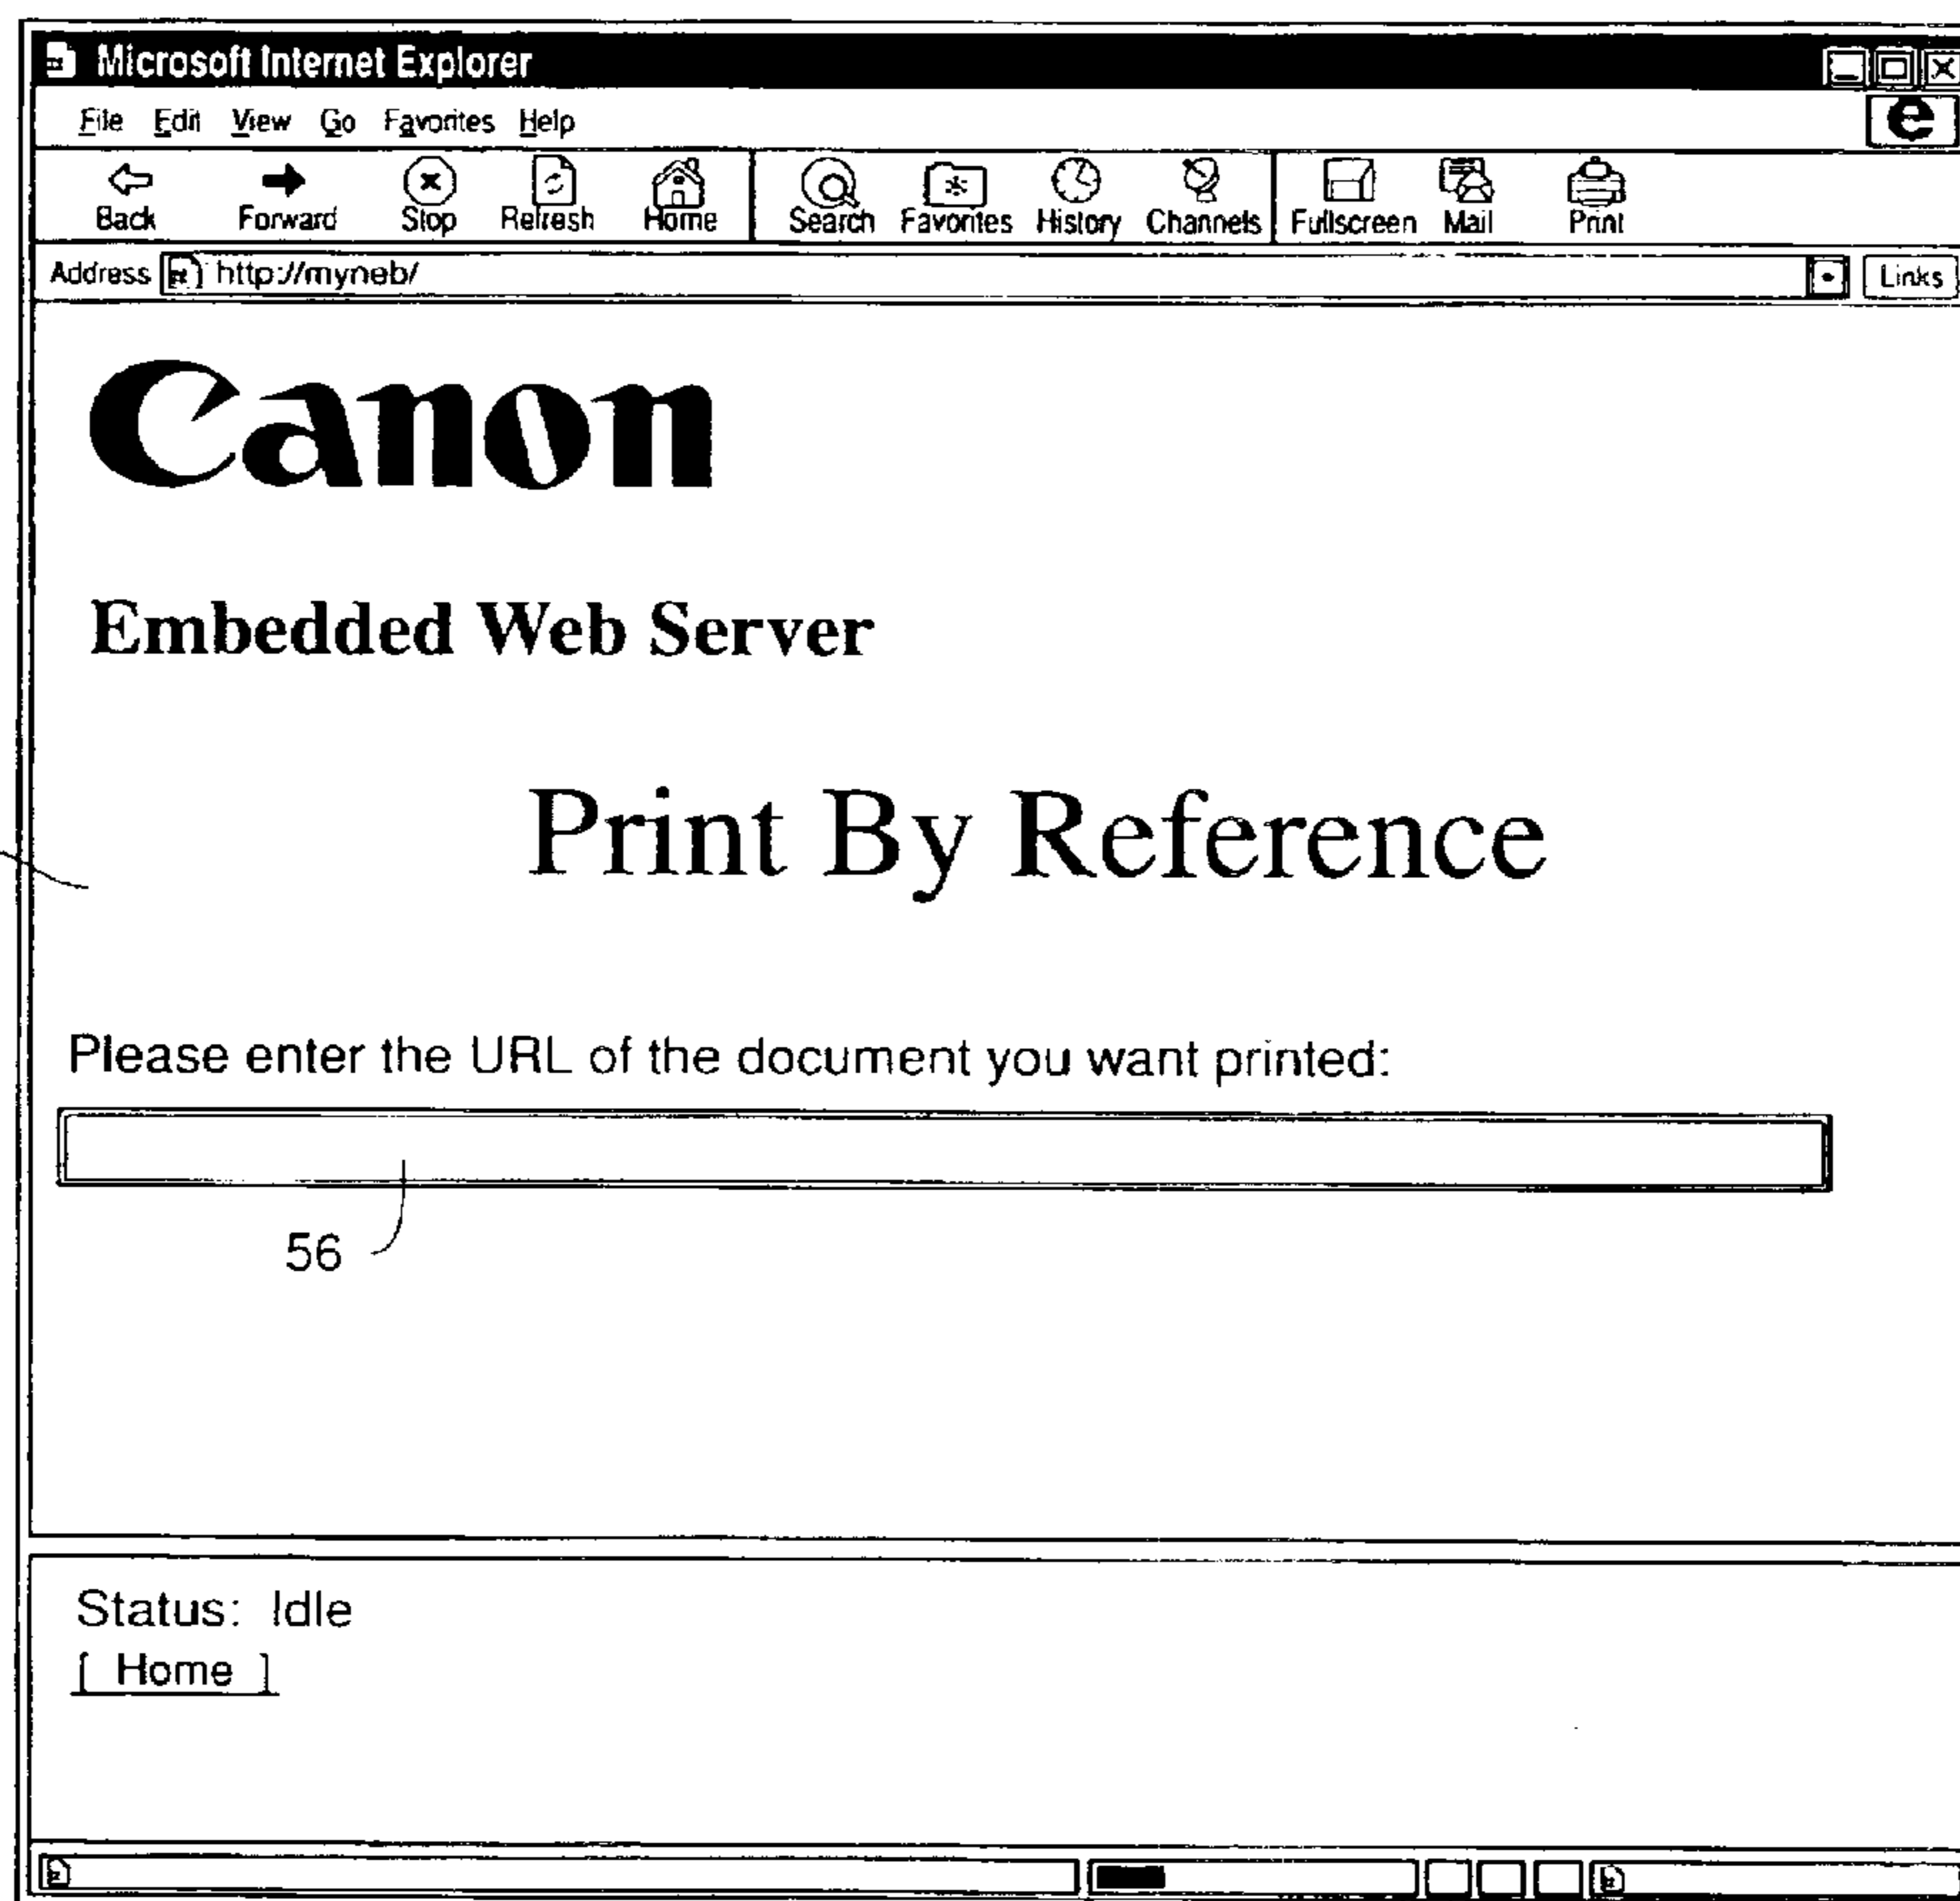 Microsoft Internet Explorer
File Edit View Go Favorites Help
Back Forward Stop Refresh Home Search Favorites History Channels Fullscreen Mail Print
Address http://myneb/ Links
Canon
Embedded Web Server
Print By Reference
Please enter the URL of the document you want printed:
56
Status: Idle
[ Home ]